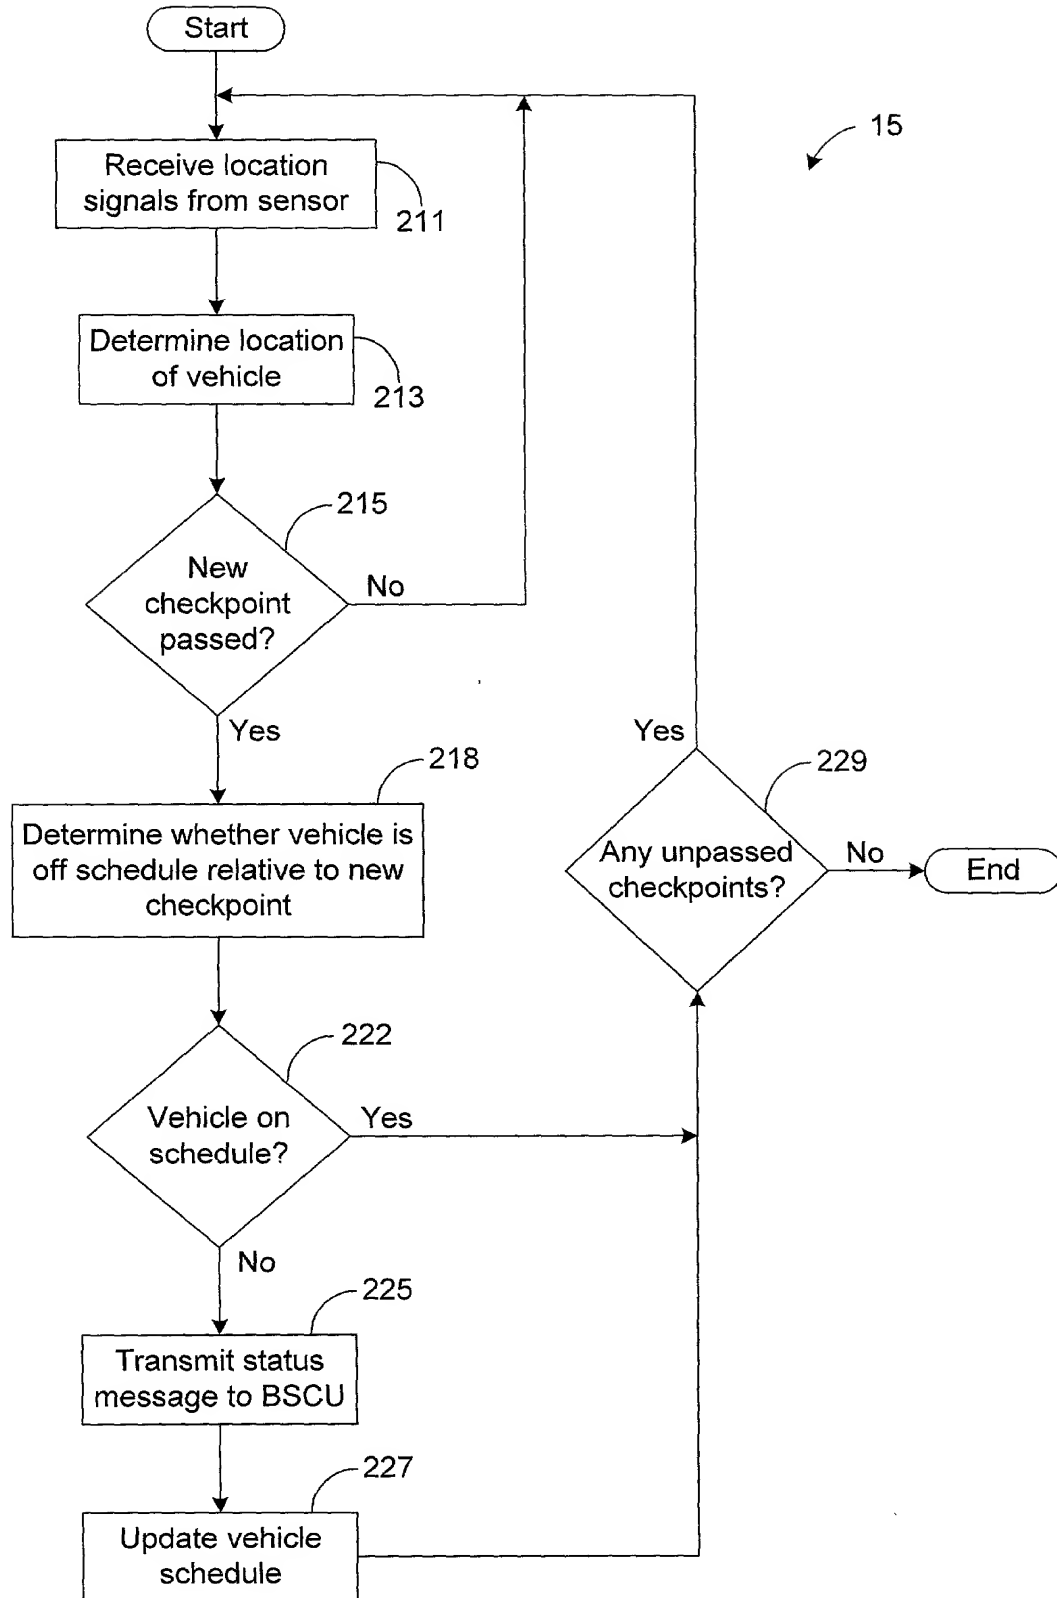 Start
15
Receive location
signals from sensor
211
Determine location
of vehicle
213
215
New
checkpoint
passed?
No
Yes
218
Determine whether vehicle is
off schedule relative to new
checkpoint
222
Vehicle on
schedule?
Yes
No
225
Transmit status
message to BSCU
227
Update vehicle
schedule
Yes
229
Any unpassed
checkpoints?
No
End